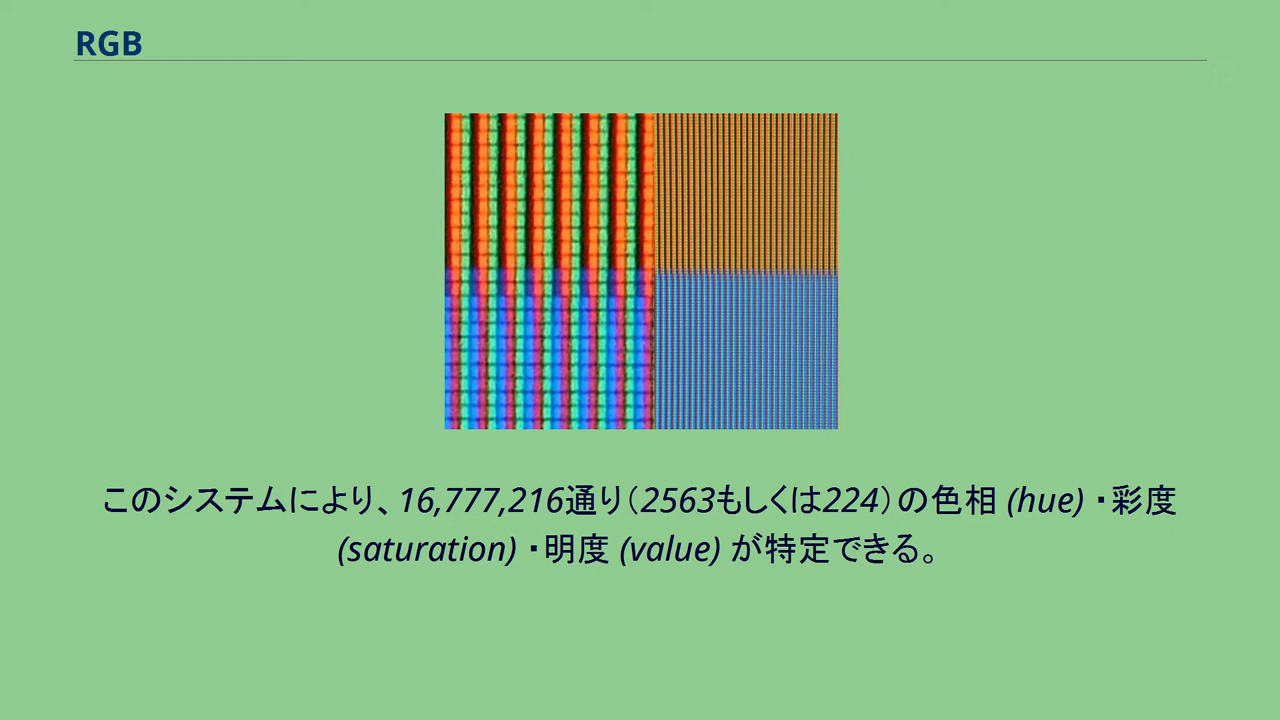 RGB
このシステムにより、16,777,216通り（2563もしくは224）の色相 (hue) ・彩度
(saturation) ・明度 (value) が特定できる。